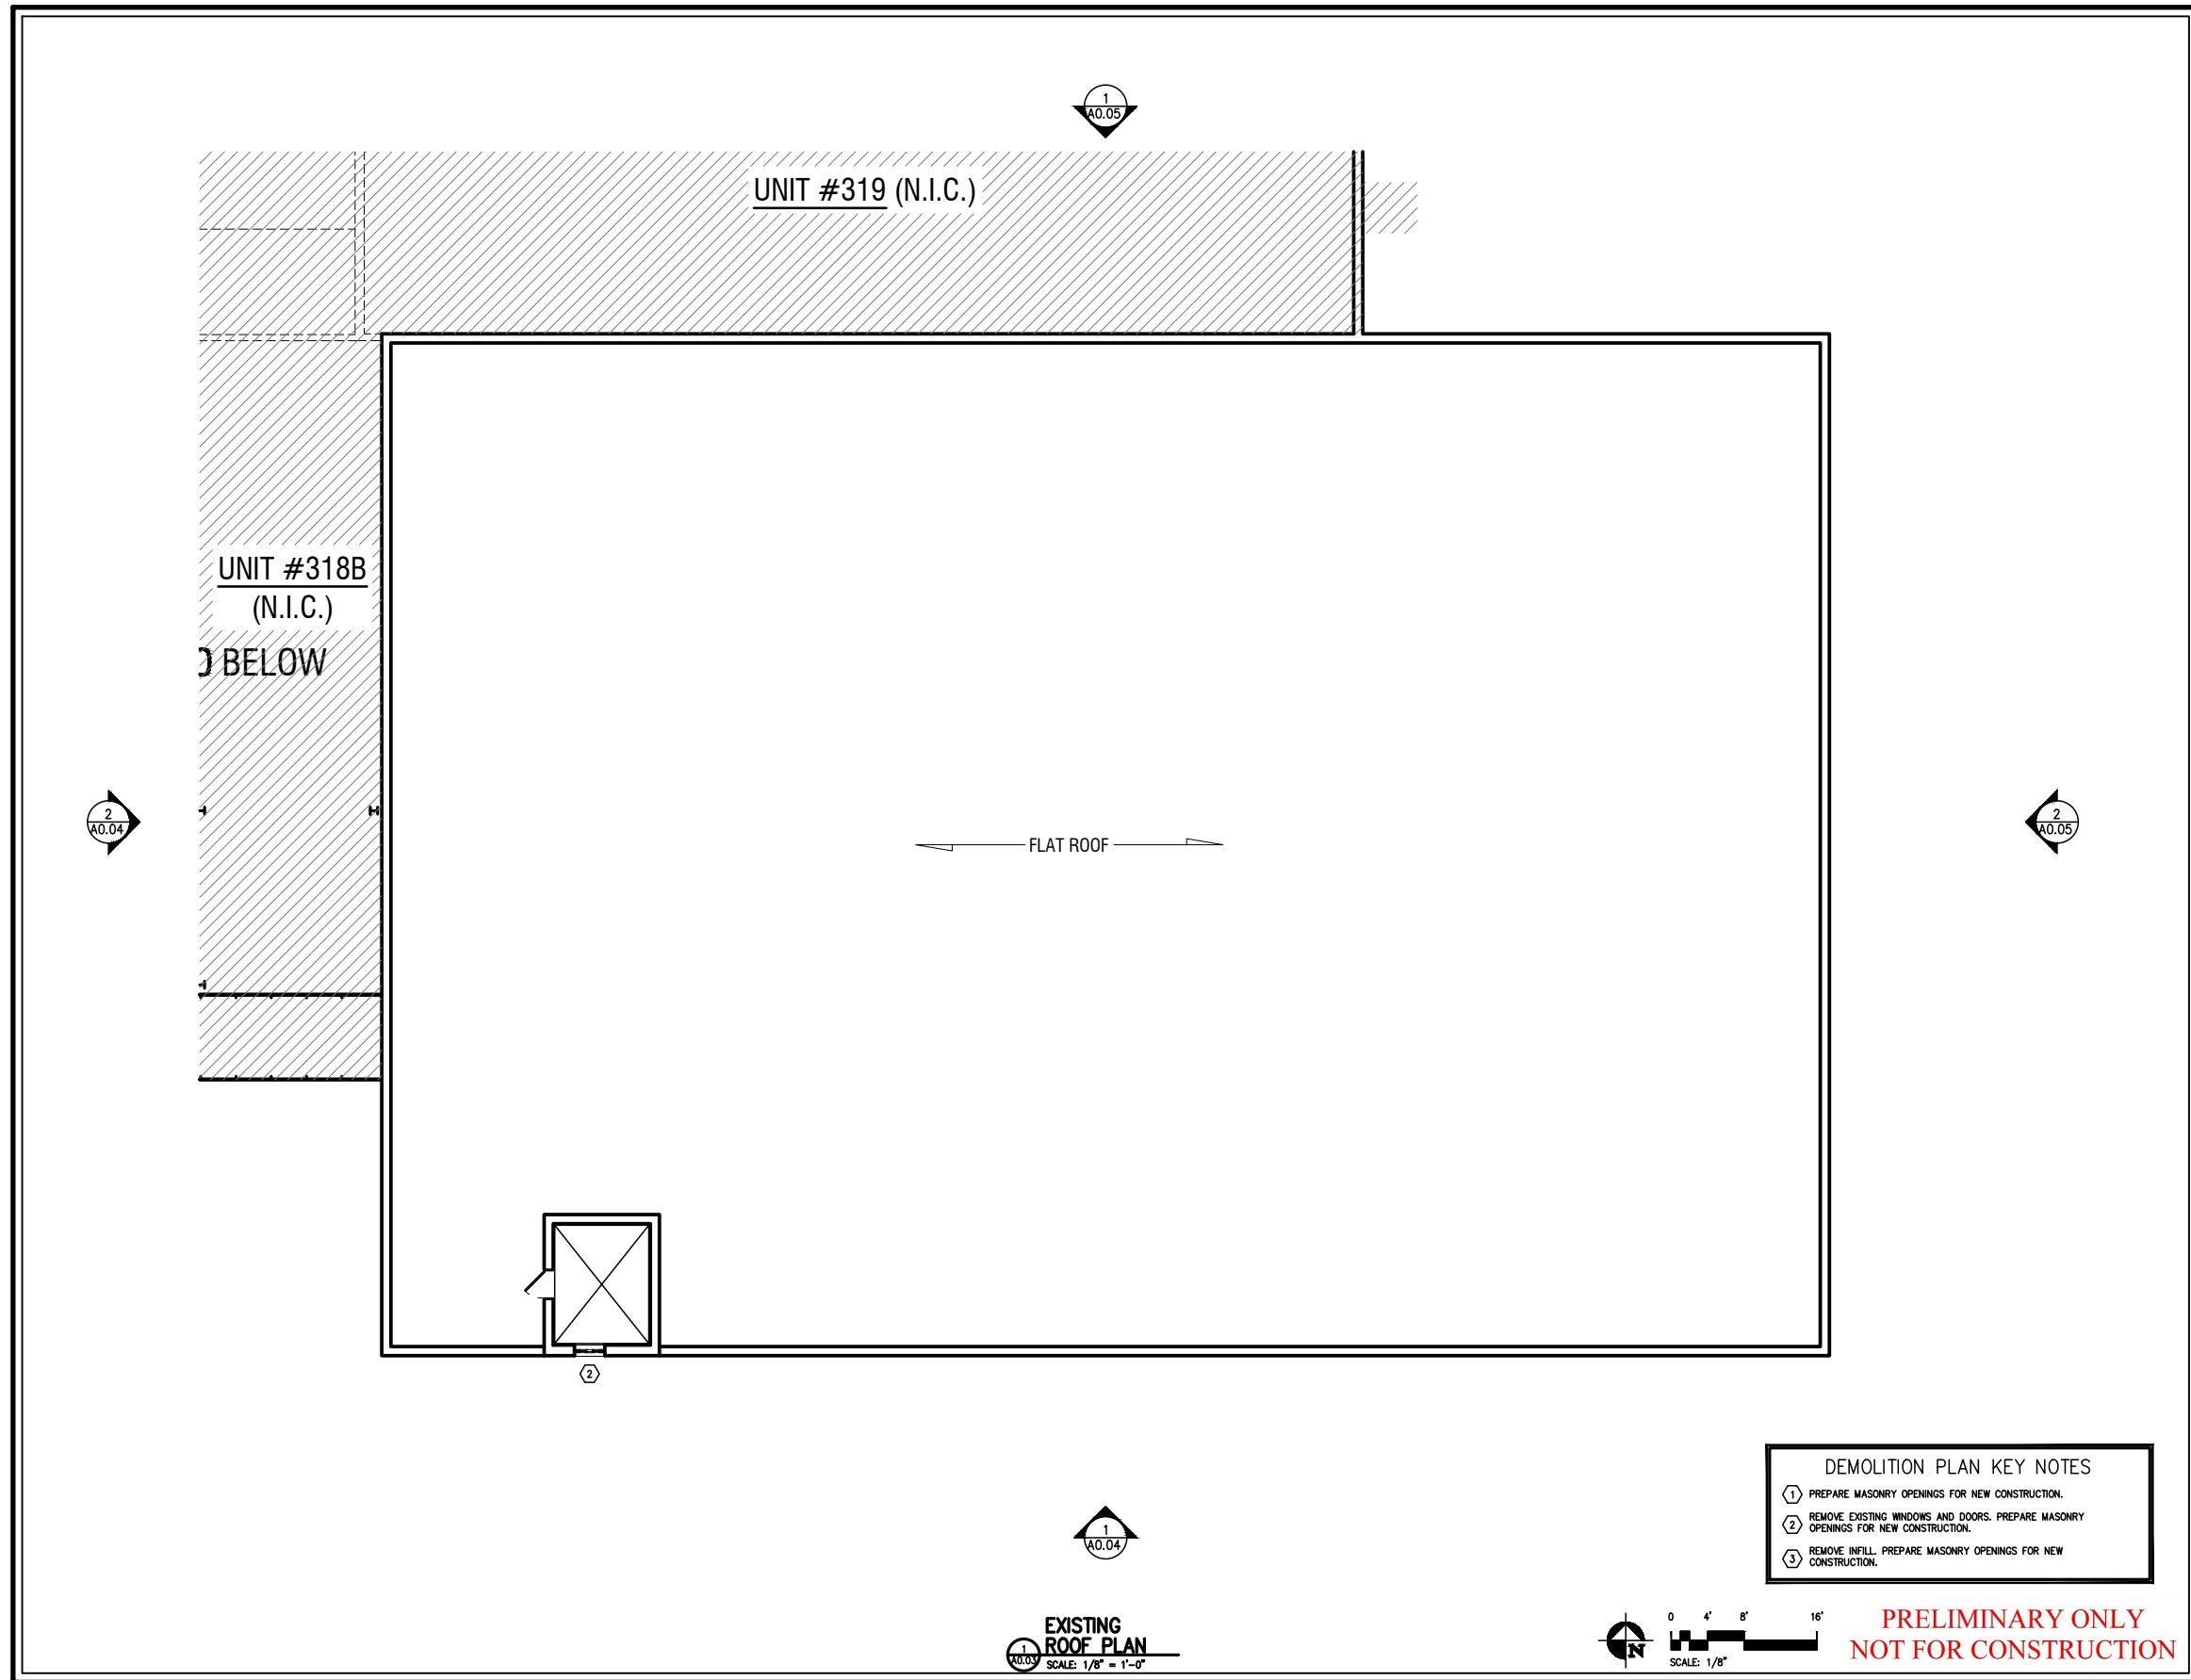 1
A0.05
UNIT #319 (N.I.C.)
UNIT #318B
(N.I.C.)
BELOW
2
A0.04
FLAT ROOF
2
A0.05
2
DEMOLITION PLAN KEY NOTES
1 PREPARE MASONRY OPENINGS FOR NEW CONSTRUCTION.
2 REMOVE EXISTING WINDOWS AND DOORS. PREPARE MASONRY
OPENINGS FOR NEW CONSTRUCTION.
3 REMOVE INFILL. PREPARE MASONRY OPENINGS FOR NEW
CONSTRUCTION.
1
A0.04
EXISTING
ROOF PLAN
1
A0.03
SCALE: 1/8" = 1'-0"
N
0 4' 8' 16'
SCALE: 1/8"
PRELIMINARY ONLY
NOT FOR CONSTRUCTION